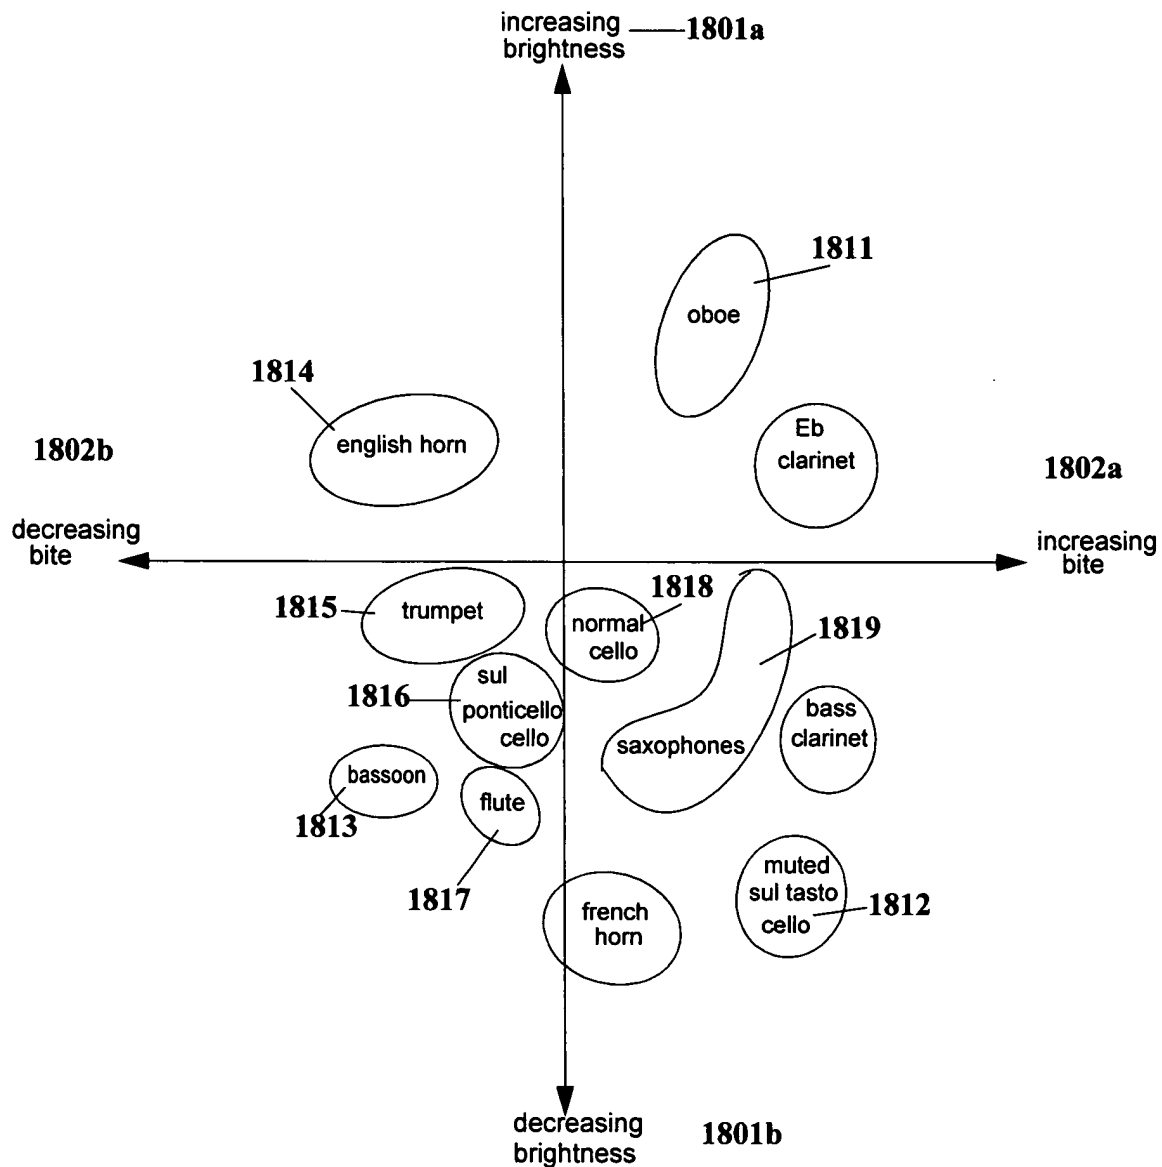 increasing
brightness
1801a
1811
oboe
1814
english horn
Eb
clarinet
1802b
1802a
decreasing
bite
increasing
bite
1815
trumpet
normal
cello
1818
1819
1816
sul
ponticello
cello
saxophones
bass
clarinet
bassoon
1813
flute
1817
french
horn
muted
sul tasto
cello
1812
decreasing
brightness
1801b